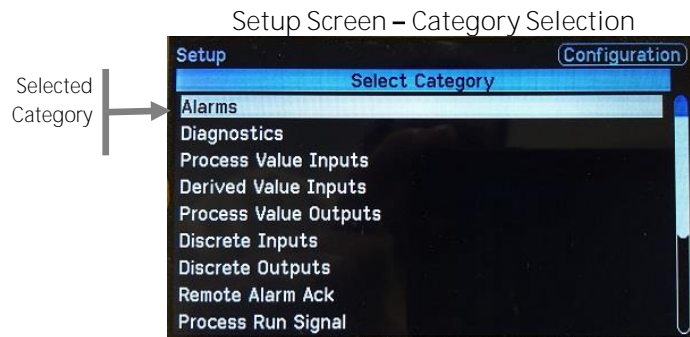 Setup Screen – Category Selection
Setup (Configuration)
Select Category
Selected
Category
Alarms
Diagnostics
Process Value Inputs
Derived Value Inputs
Process Value Outputs
Discrete Inputs
Discrete Outputs
Remote Alarm Ack
Process Run Signal